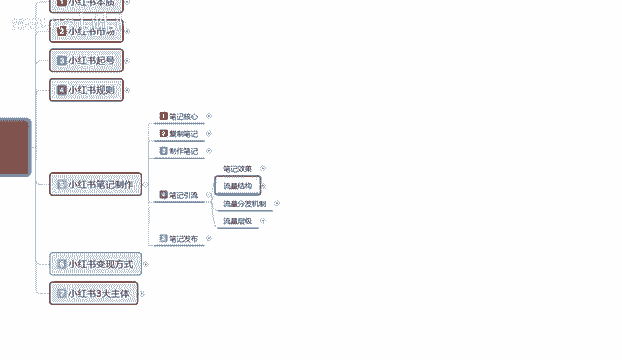 1 小红书本质
2 小红书市场
3 小红书起号
4 小红书规则
5 小红书笔记制作
1 笔记核心
2 复制笔记
3 制作笔记
4 笔记引流
笔记效果
流量结构
流量分发机制
流量层级
5 笔记发布
6 小红书变现方式
7 小红书3大主体